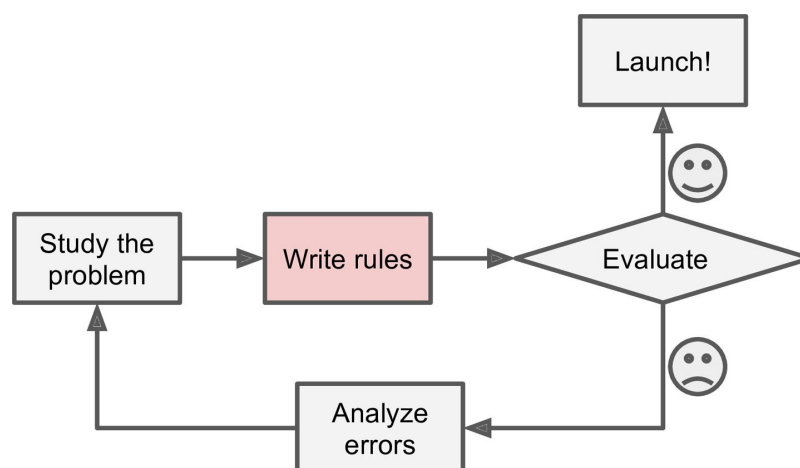 Launch!
Study the
problem
Write rules
Evaluate
Analyze
errors